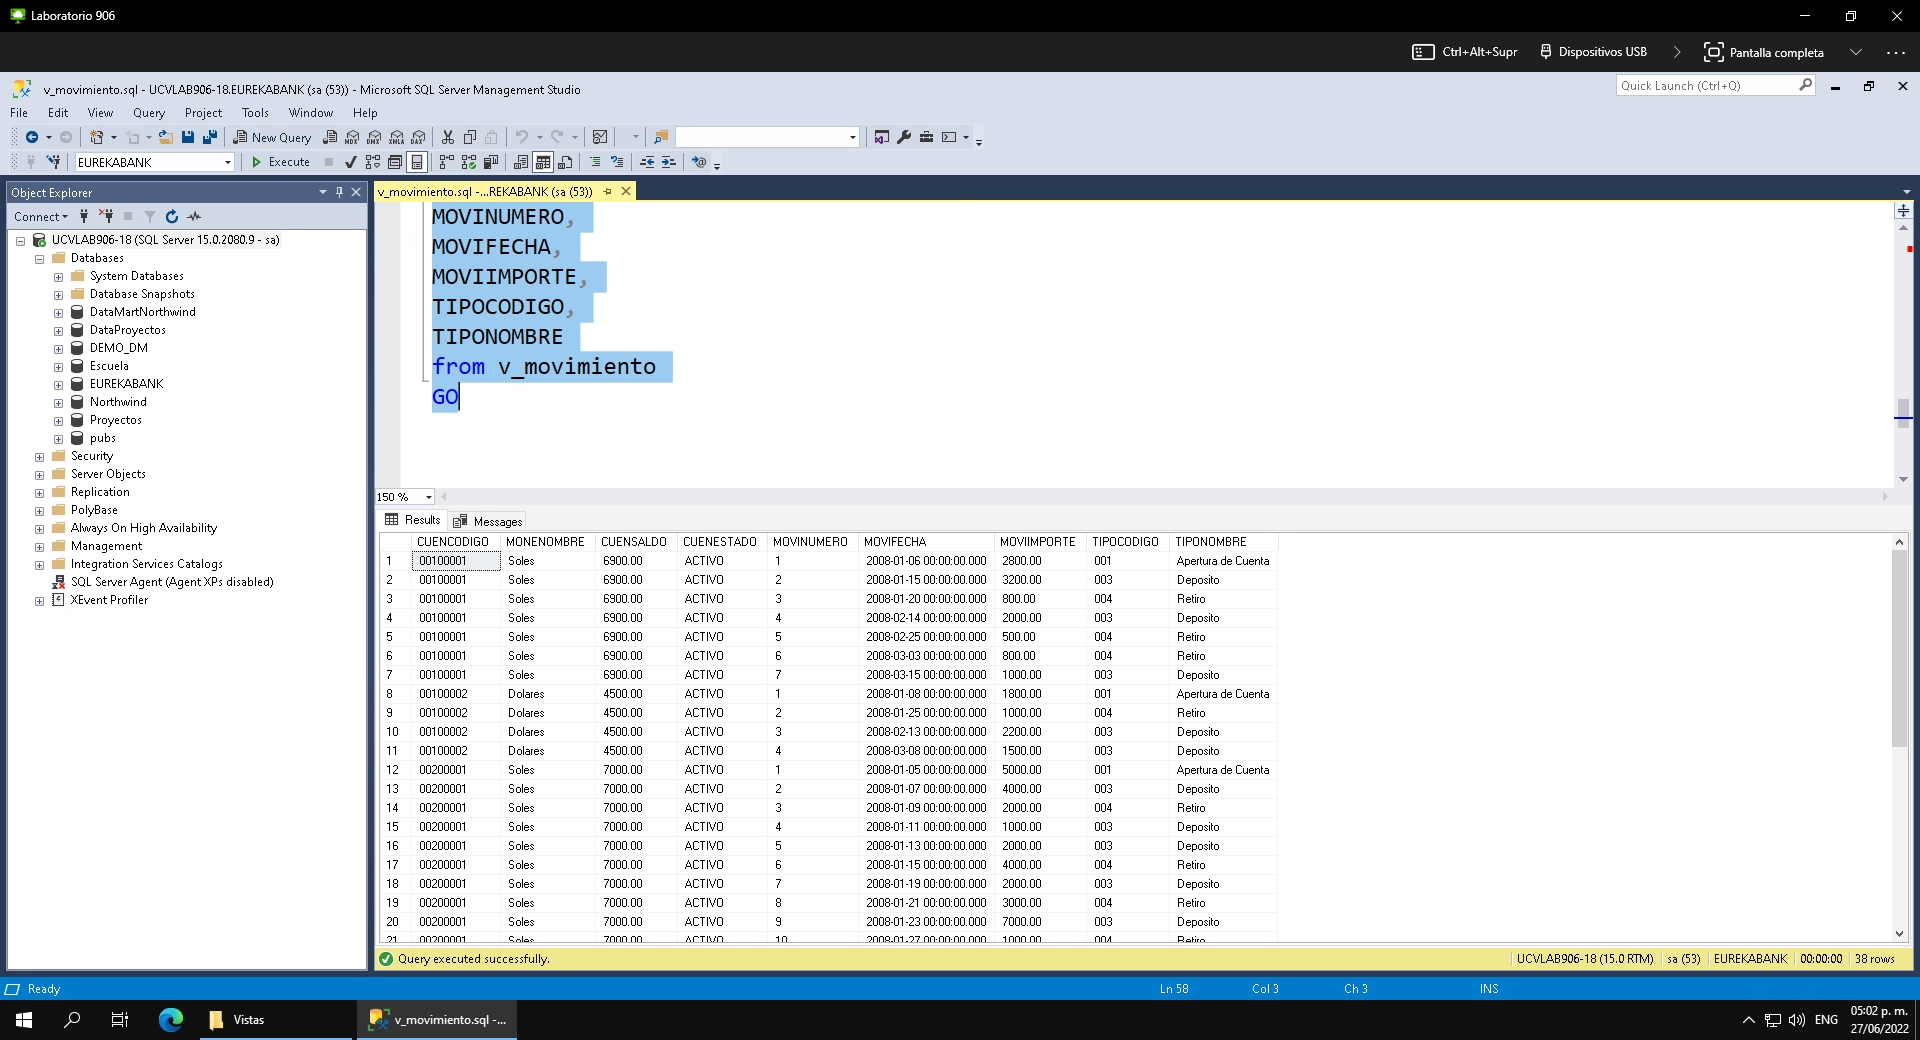 Laboratorio 906
Ctrl+Alt+Supr Dispositivos USB Pantalla completa
v_movimiento.sql - UCVLAB906-18.EUREKABANK (sa (53)) - Microsoft SQL Server Management Studio
Quick Launch (Ctrl+Q)
File Edit View Query Project Tools Window Help
New Query MDX DMX XMLA DAX
EUREKABANK Execute
Object Explorer
v_movimiento.sql -...REKABANK (sa (53))
Connect
UCVLAB906-18 (SQL Server 15.0.2080.9 - sa)
Databases
System Databases
Database Snapshots
DataMartNorthwind
DataProyectos
DEMO_DM
Escuela
EUREKABANK
Northwind
Proyectos
pubs
Security
Server Objects
Replication
PolyBase
Always On High Availability
Management
Integration Services Catalogs
SQL Server Agent (Agent XPs disabled)
XEvent Profiler
MOVINUMERO,
MOVIFECHA,
MOVIIMPORTE,
TIPOCODIGO,
TIPONOMBRE
from v_movimiento
GO
150 %
Results Messages
CUENCODIGO MONENOMBRE CUENSALDO CUENESTADO MOVINUMERO MOVIFECHA MOVIIMPORTE TIPOCODIGO TIPONOMBRE
1 00100001 Soles 6900.00 ACTIVO 1 2008-01-06 00:00:00.000 2800.00 001 Apertura de Cuenta
2 00100001 Soles 6900.00 ACTIVO 2 2008-01-15 00:00:00.000 3200.00 003 Deposito
3 00100001 Soles 6900.00 ACTIVO 3 2008-01-20 00:00:00.000 800.00 004 Retiro
4 00100001 Soles 6900.00 ACTIVO 4 2008-02-14 00:00:00.000 2000.00 003 Deposito
5 00100001 Soles 6900.00 ACTIVO 5 2008-02-25 00:00:00.000 500.00 004 Retiro
6 00100001 Soles 6900.00 ACTIVO 6 2008-03-03 00:00:00.000 800.00 004 Retiro
7 00100001 Soles 6900.00 ACTIVO 7 2008-03-15 00:00:00.000 1000.00 003 Deposito
8 00100002 Dolares 4500.00 ACTIVO 1 2008-01-08 00:00:00.000 1800.00 001 Apertura de Cuenta
9 00100002 Dolares 4500.00 ACTIVO 2 2008-01-25 00:00:00.000 1000.00 004 Retiro
10 00100002 Dolares 4500.00 ACTIVO 3 2008-02-13 00:00:00.000 2200.00 003 Deposito
11 00100002 Dolares 4500.00 ACTIVO 4 2008-03-08 00:00:00.000 1500.00 003 Deposito
12 00200001 Soles 7000.00 ACTIVO 1 2008-01-05 00:00:00.000 5000.00 001 Apertura de Cuenta
13 00200001 Soles 7000.00 ACTIVO 2 2008-01-07 00:00:00.000 4000.00 003 Deposito
14 00200001 Soles 7000.00 ACTIVO 3 2008-01-09 00:00:00.000 2000.00 004 Retiro
15 00200001 Soles 7000.00 ACTIVO 4 2008-01-11 00:00:00.000 1000.00 003 Deposito
16 00200001 Soles 7000.00 ACTIVO 5 2008-01-13 00:00:00.000 2000.00 003 Deposito
17 00200001 Soles 7000.00 ACTIVO 6 2008-01-15 00:00:00.000 4000.00 004 Retiro
18 00200001 Soles 7000.00 ACTIVO 7 2008-01-19 00:00:00.000 2000.00 003 Deposito
19 00200001 Soles 7000.00 ACTIVO 8 2008-01-21 00:00:00.000 3000.00 004 Retiro
20 00200001 Soles 7000.00 ACTIVO 9 2008-01-23 00:00:00.000 7000.00 003 Deposito
21 00200001 Soles 7000.00 ACTIVO 10 2008-01-27 00:00:00.000 1000.00 004 Retiro
Query executed successfully. UCVLAB906-18 (15.0 RTM) sa (53) EUREKABANK 00:00:00 38 rows
Ready Ln 58 Col 3 Ch 3 INS
Vistas v_movimiento.sql -... ENG 05:02 p. m.
27/06/2022